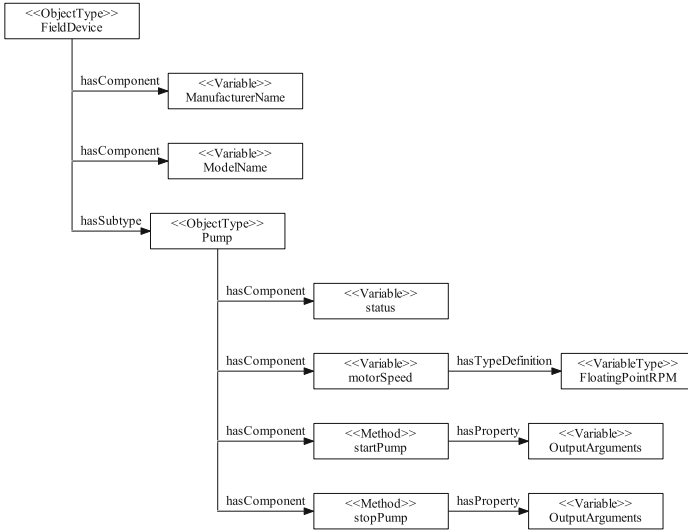 <<ObjectType>>
FieldDevice
hasComponent
<<Variable>>
ManufacturerName
hasComponent
<<Variable>>
ModelName
hasSubtype
<<ObjectType>>
Pump
hasComponent
<<Variable>>
status
hasComponent
<<Variable>>
motorSpeed
hasTypeDefinition
<<VariableType>>
FloatingPointRPM
hasComponent
<<Method>>
startPump
hasProperty
<<Variable>>
OutputArguments
hasComponent
<<Method>>
stopPump
hasProperty
<<Variable>>
OutputArguments